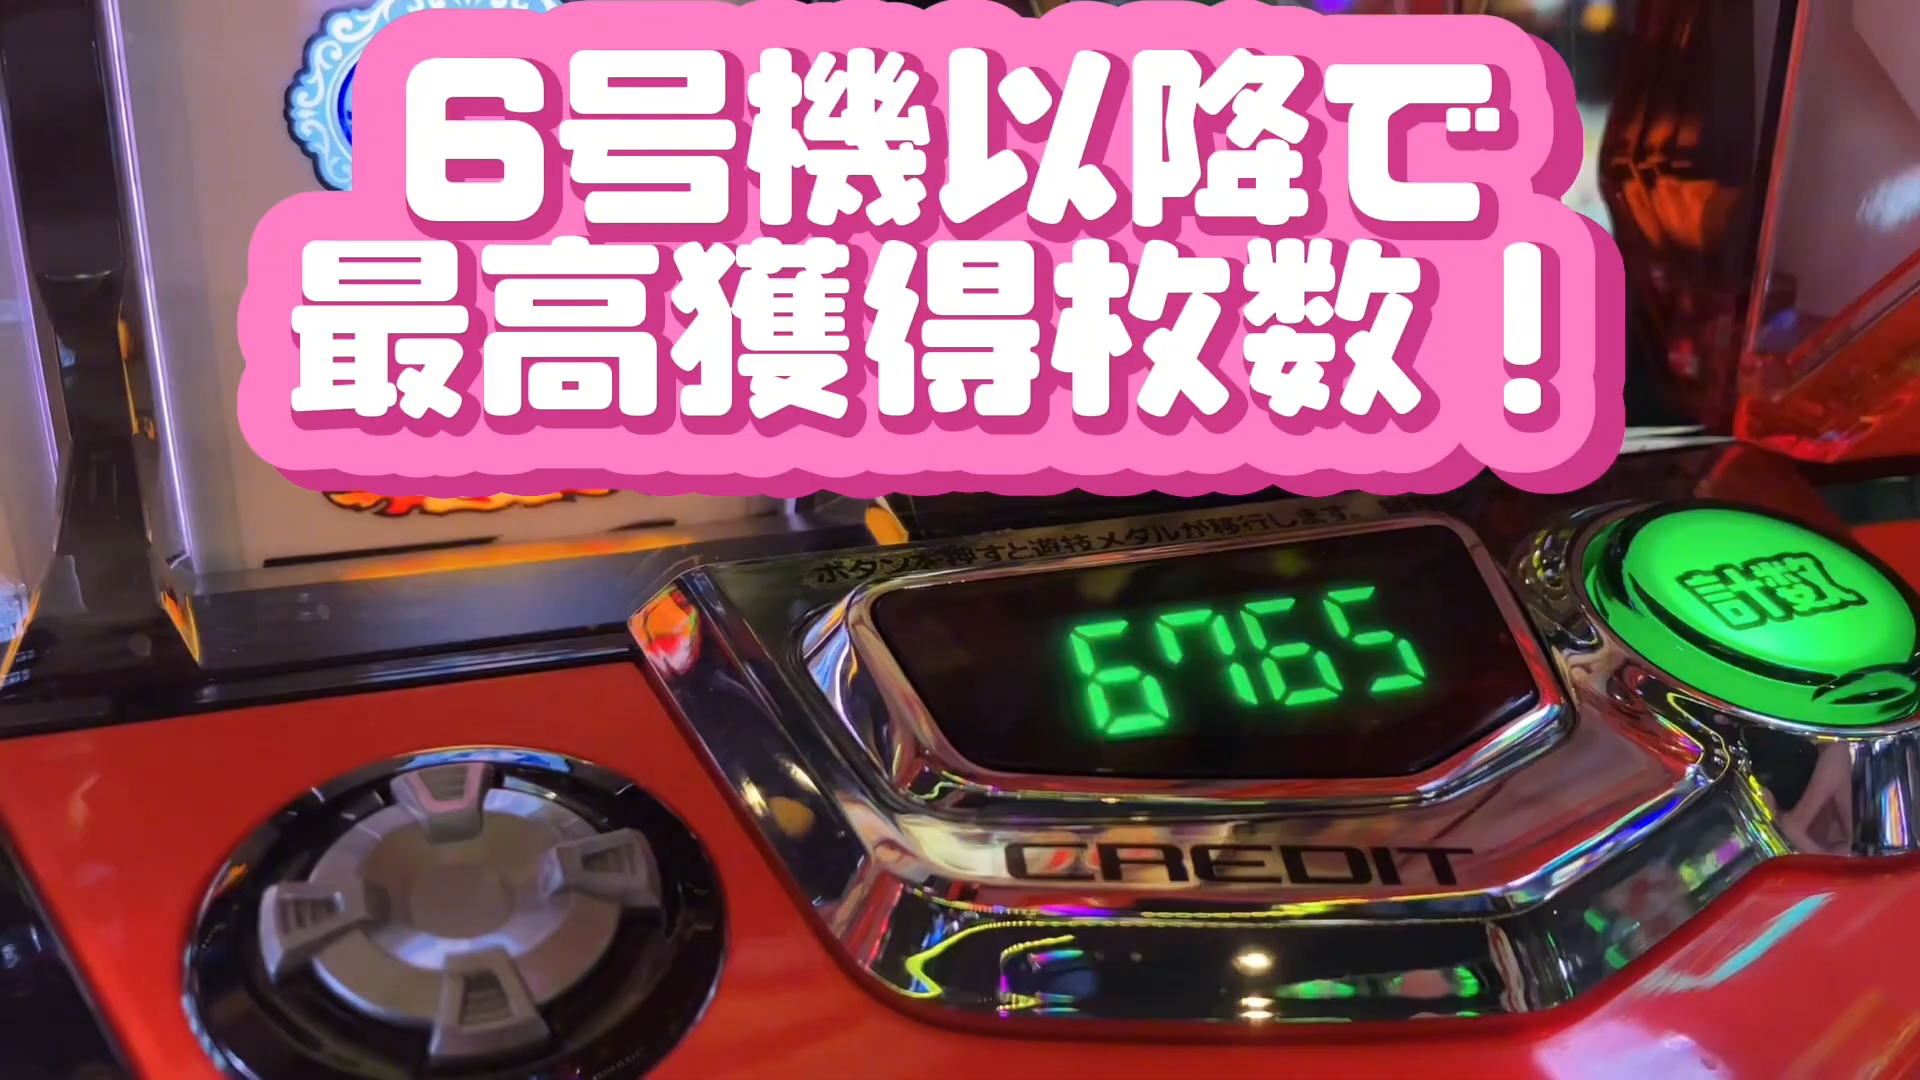 6号機以降で
最高獲得枚数!
ボタンを押すと遊技メダルが移行します。
6765
計数
CREDIT